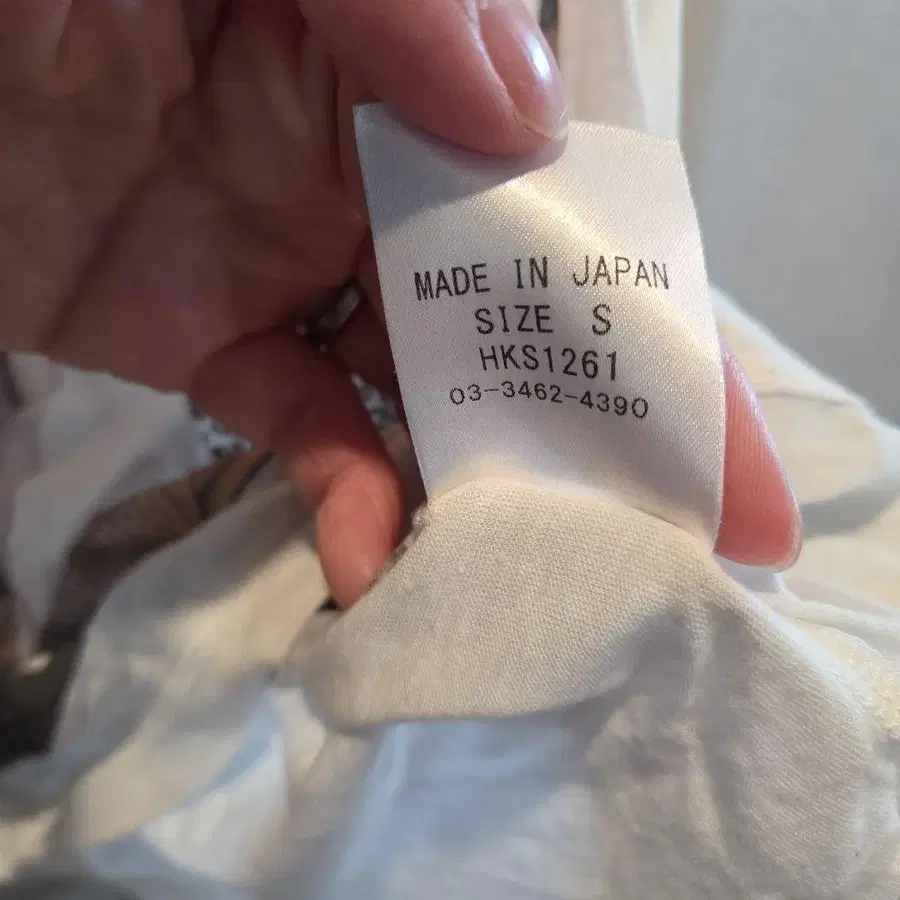 MADE IN JAPAN
SIZE S
HKS1261
03-3462-4390